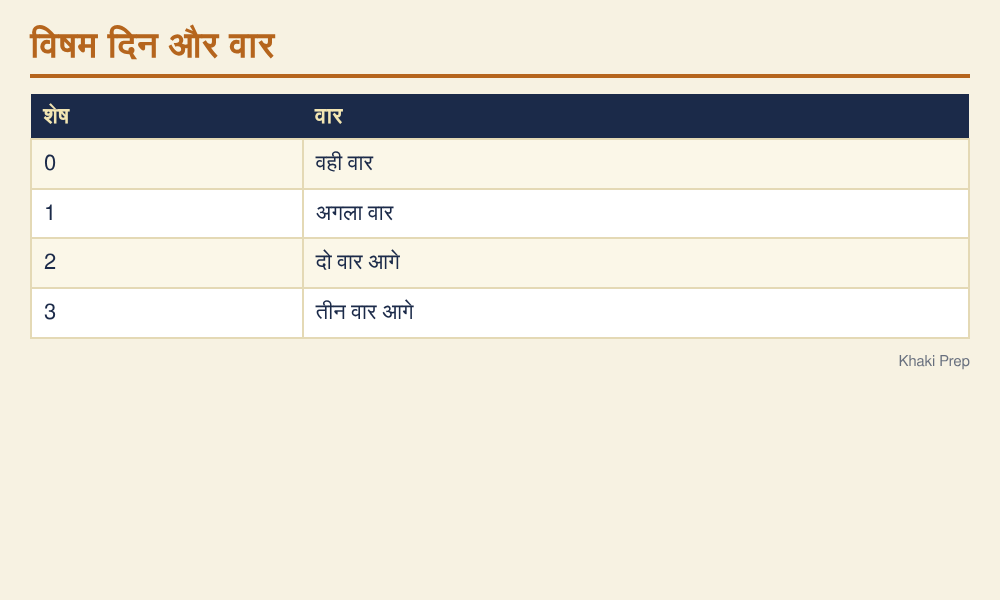 विषम दिन और वार
शेष वार
0 वही वार
1 अगला वार
2 दो वार आगे
3 तीन वार आगे
Khaki Prep